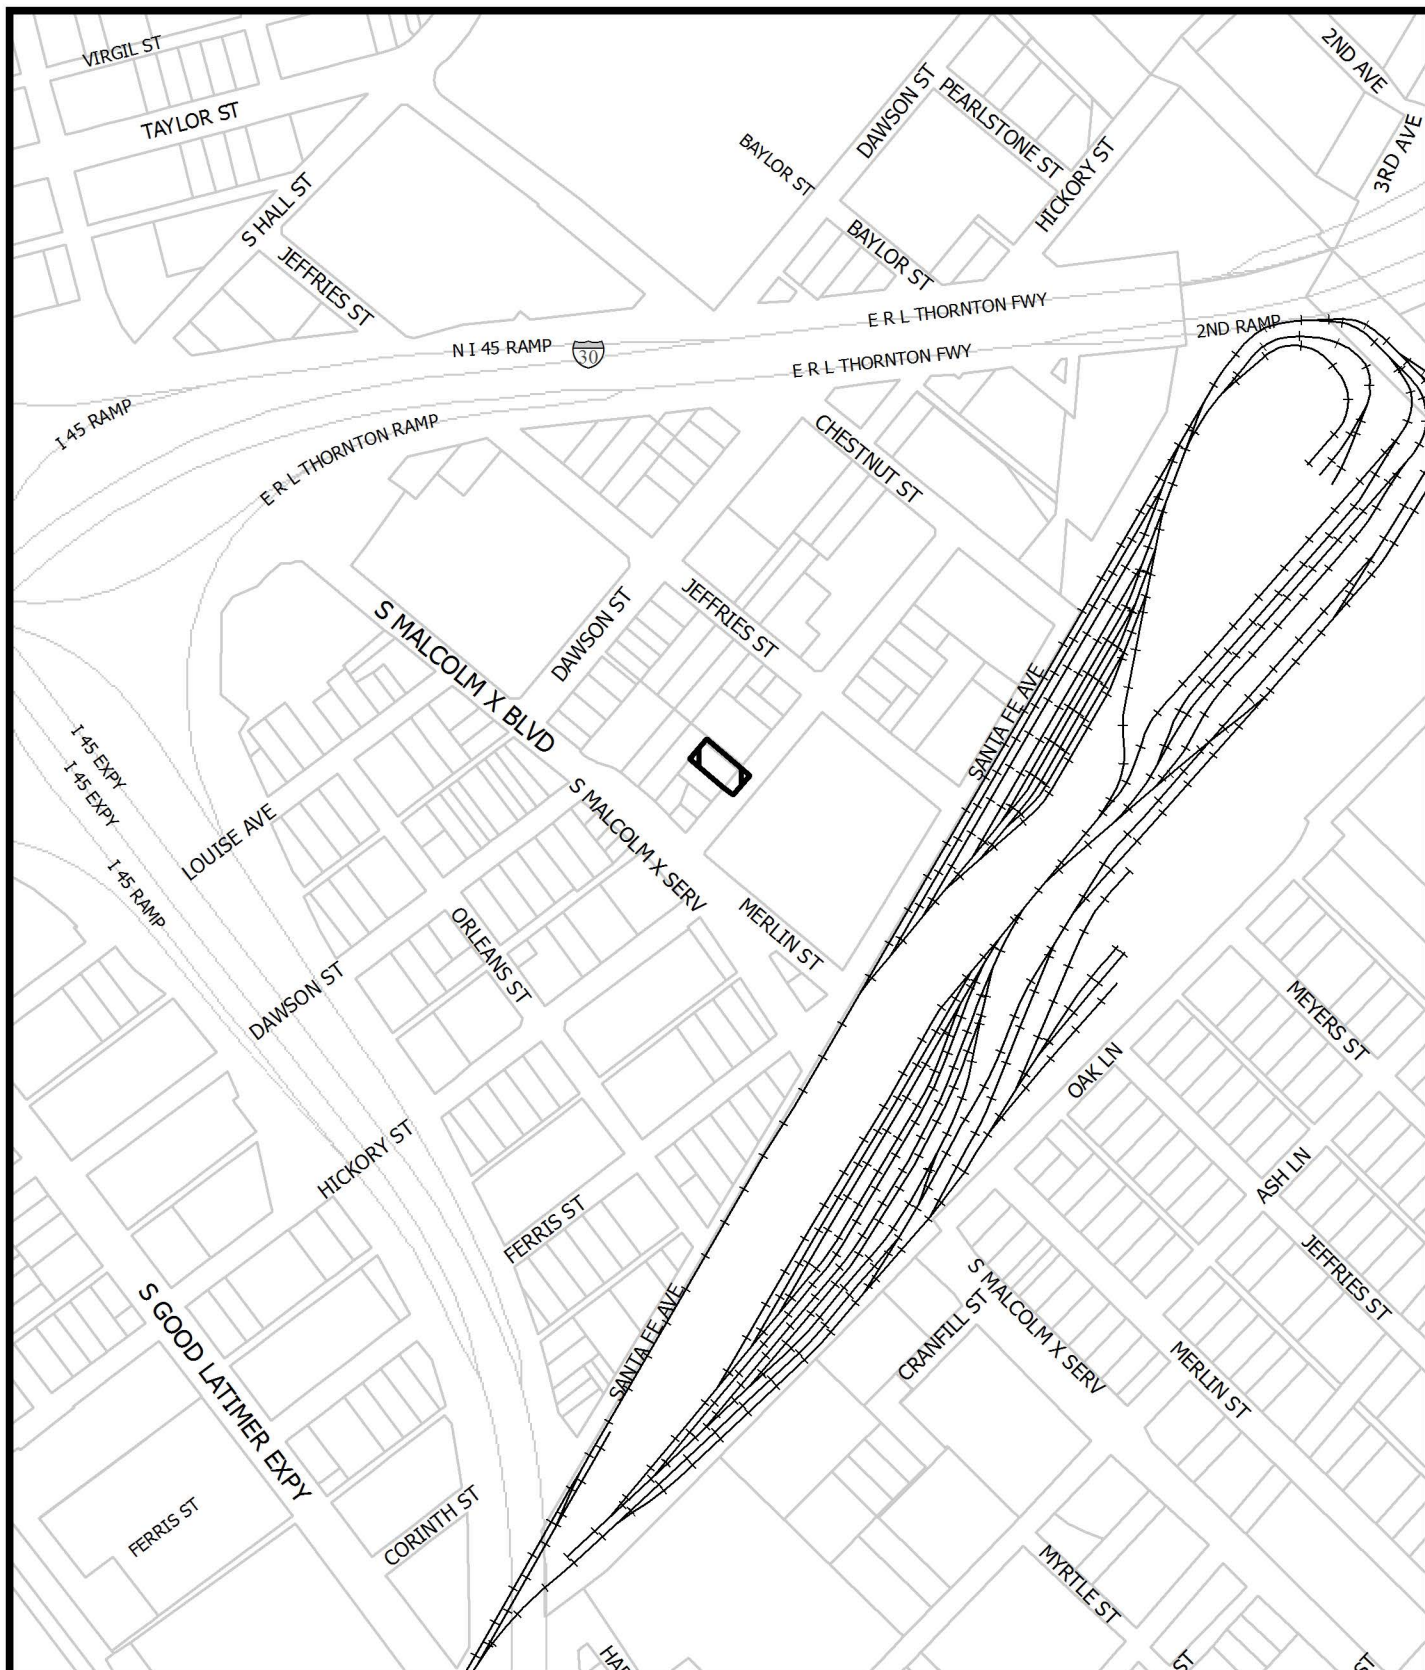 VIRGIL ST
TAYLOR ST
S HALL ST
JEFFRIES ST
BAYLOR ST
DAWSON ST
PEARLSTONE ST
HICKORY ST
BAYLOR ST
2ND AVE
3RD AVE
E R L THORNTON FWY
2ND RAMP
N I 45 RAMP
30
E R L THORNTON FWY
I 45 RAMP
E R L THORNTON RAMP
CHESTNUT ST
S MALCOLM X BLVD
DAWSON ST
JEFFRIES ST
SANTA FE AVE
I 45 EXPY
I 45 EXPY
LOUISE AVE
S MALCOLM X SERV
I 45 RAMP
ORLEANS ST
MERLIN ST
DAWSON ST
MEYERS ST
OAK LN
HICKORY ST
ASH LN
FERRIS ST
JEFFRIES ST
S MALCOLM X SERV
SANTA FE AVE
CRANFILL ST
S GOOD LATIMER EXPY
MERLIN ST
FERRIS ST
CORINTH ST
MYRTLE ST
ST
ST